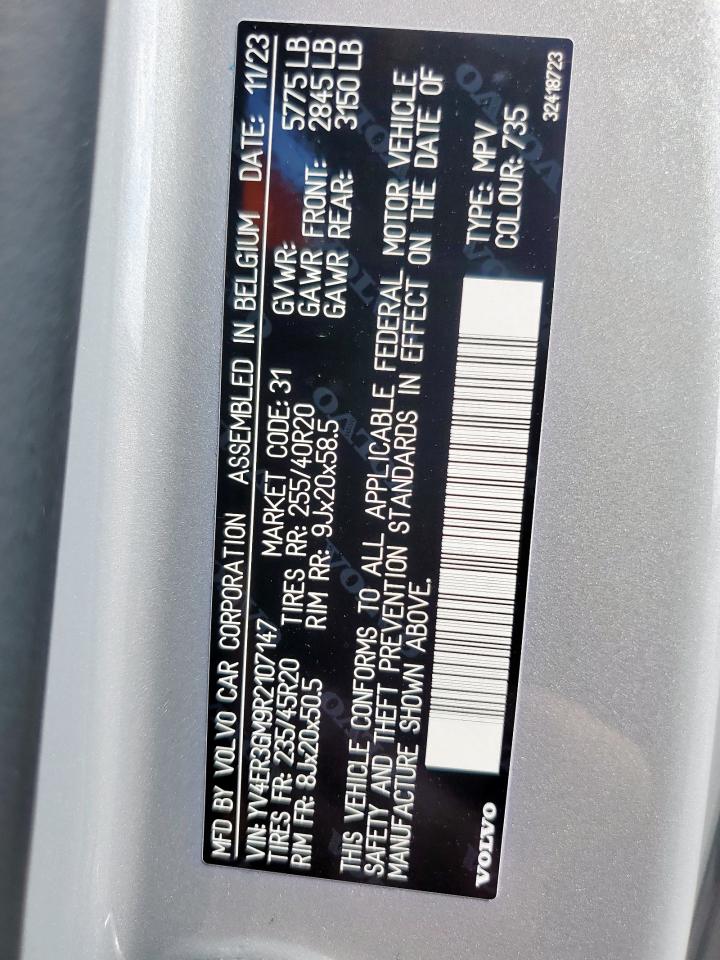 MFD BY VOLVO CAR CORPORATION ASSEMBLED IN BELGIUM DATE: 11/23
VIN: YV4ER3GM9R2107147 MARKET CODE: 31 GVWR: 5775 LB
TIRES FR: 235/45R20 TIRES RR: 255/40R20 GAWR FRONT: 2845 LB
RIM FR: 8Jx20x50.5 RIM RR: 9Jx20x58.5 GAWR REAR: 3150 LB
THIS VEHICLE CONFORMS TO ALL APPLICABLE FEDERAL MOTOR VEHICLE
SAFETY AND THEFT PREVENTION STANDARDS IN EFFECT ON THE DATE OF
MANUFACTURE SHOWN ABOVE.
TYPE: MPV
COLOUR: 735
VOLVO
32418723